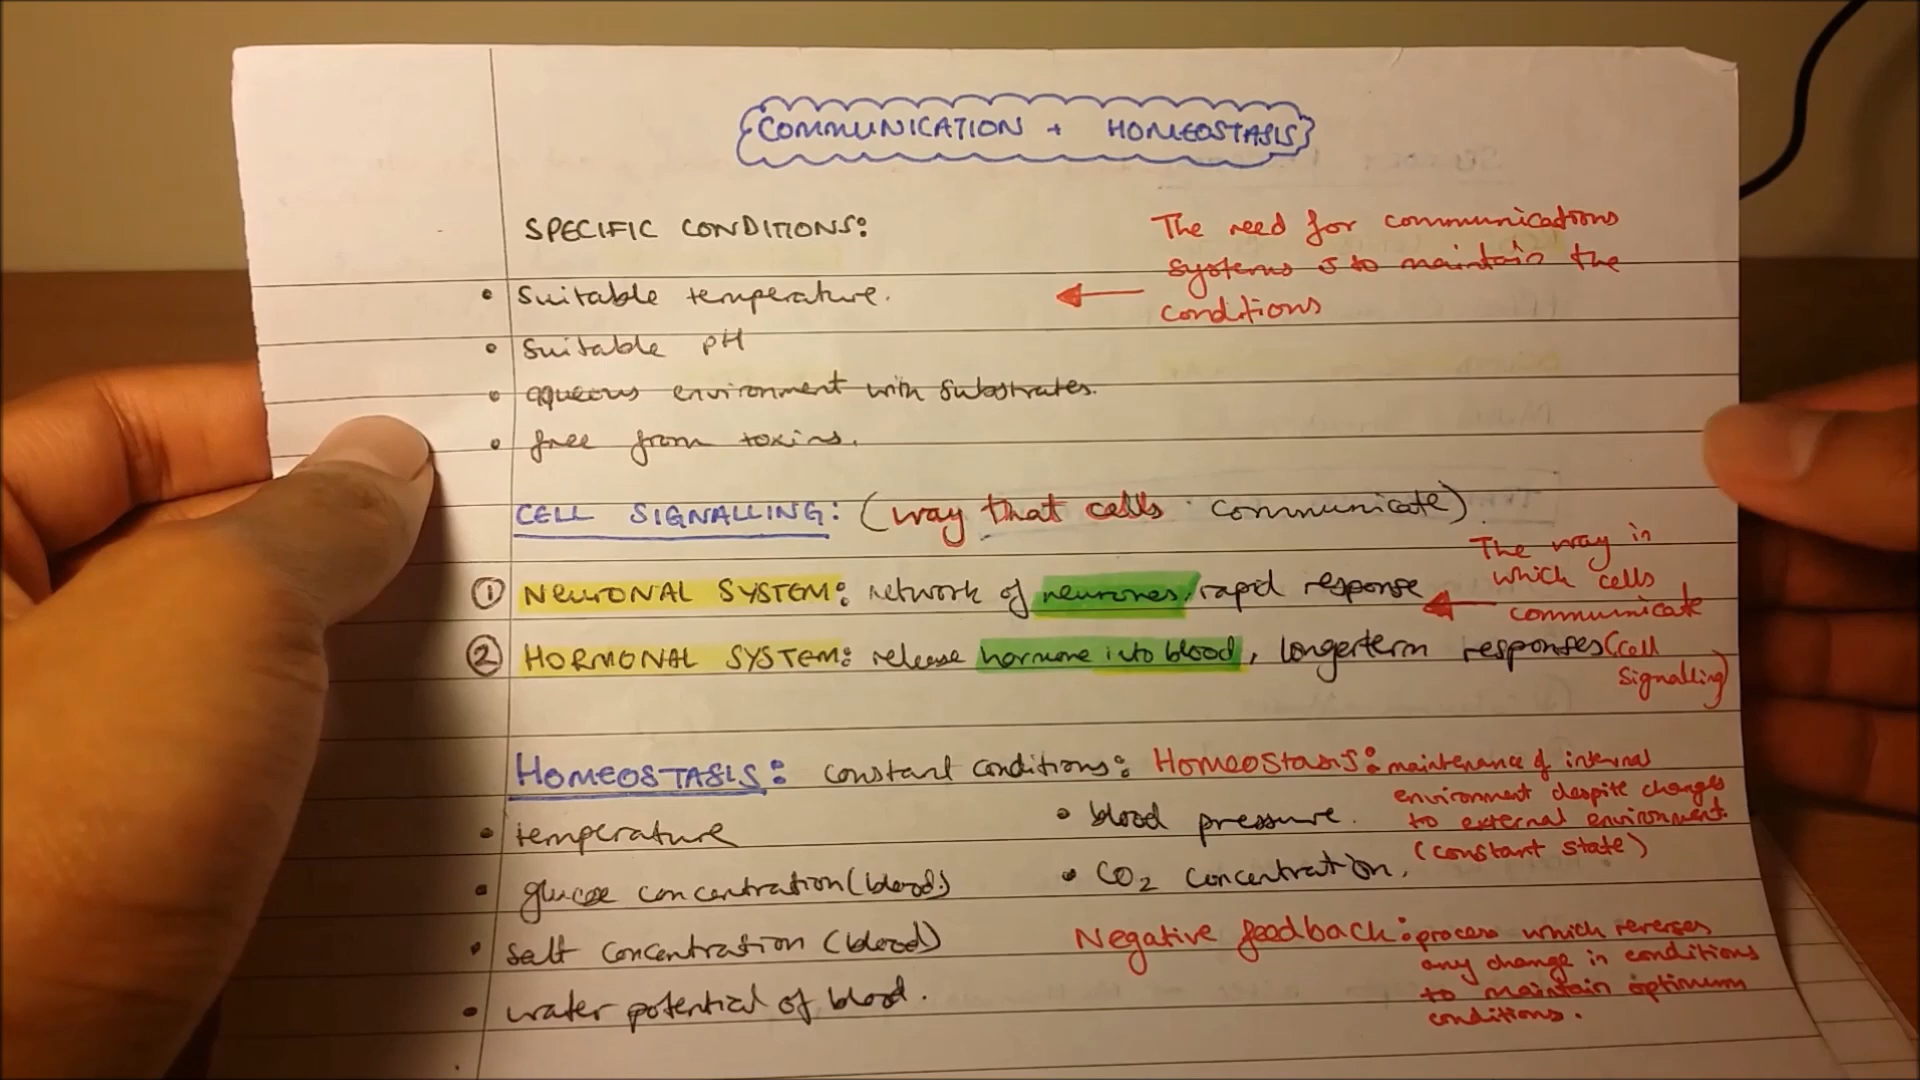 COMMUNICATION + HOMEOSTASIS
SPECIFIC CONDITIONS:
• Suitable temperature.
• Suitable pH
• aqueous environment with substrates.
• free from toxins.
The need for communications
systems is to maintain the
conditions
CELL SIGNALLING: (way that cells communicate)
① NEURONAL SYSTEM: network of neurones, rapid response
② HORMONAL SYSTEM: release hormone into blood, longerterm responses
The way in
which cells
communicate
(cell
signalling)
HOMEOSTASIS: constant conditions:
• temperature
• glucose concentration (blood)
• salt concentration (blood)
• water potential of blood.
• blood pressure.
• CO2 concentration.
Homeostasis: maintenance of internal
environment despite changes
to external environment.
(constant state)
Negative feedback: process which reverses
any change in conditions
to maintain optimum
conditions.